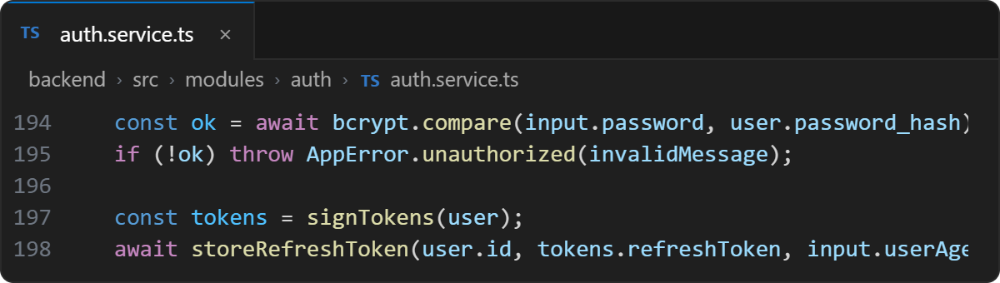 TS auth.service.ts ×
backend › src › modules › auth › TS auth.service.ts
194 const ok = await bcrypt.compare(input.password, user.password_hash)
195 if (!ok) throw AppError.unauthorized(invalidMessage);
196
197 const tokens = signTokens(user);
198 await storeRefreshToken(user.id, tokens.refreshToken, input.userAge